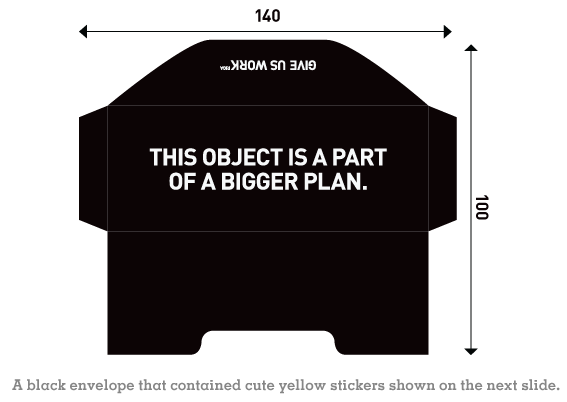 140
GIVE US WORK
THIS OBJECT IS A PART
OF A BIGGER PLAN.
100
A black envelope that contained cute yellow stickers shown on the next slide.